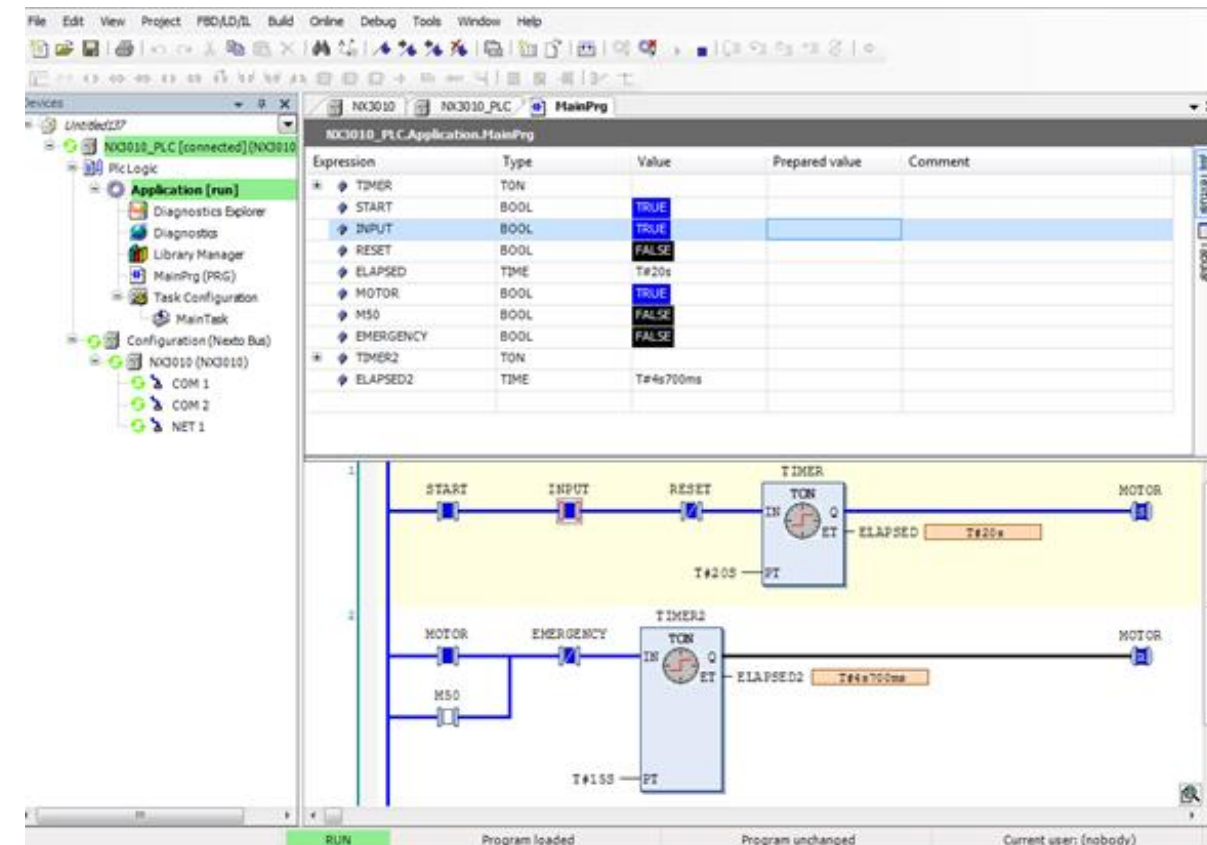 File Edit View Project FBD/LD/IL Build Online Debug Tools Window Help
Devices
NX3010 NX3010_PLC MainPrg
Untitled137
NX3010_PLC [connected] (NX3010
Plc Logic
Application [run]
Diagnostics Explorer
Diagnostics
Library Manager
MainPrg (PRG)
Task Configuration
MainTask
Configuration (Nexto Bus)
NX3010 (NX3010)
COM 1
COM 2
NET 1
NX3010_PLC.Application.MainPrg
Expression Type Value Prepared value Comment
TIMER TON
START BOOL TRUE
INPUT BOOL TRUE
RESET BOOL FALSE
ELAPSED TIME T#20s
MOTOR BOOL TRUE
M50 BOOL FALSE
EMERGENCY BOOL FALSE
TIMER2 TON
ELAPSED2 TIME T#4s700ms
1
TIMER
START INPUT RESET TON MOTOR
IN Q S
ET ELAPSED T#20s
T#20S PT
2
TIMER2
MOTOR EMERGENCY TON MOTOR
IN Q R
ET ELAPSED2 T#4s700ms
M50
T#15S PT
RUN Program loaded Program unchanged Current user: (nobody)